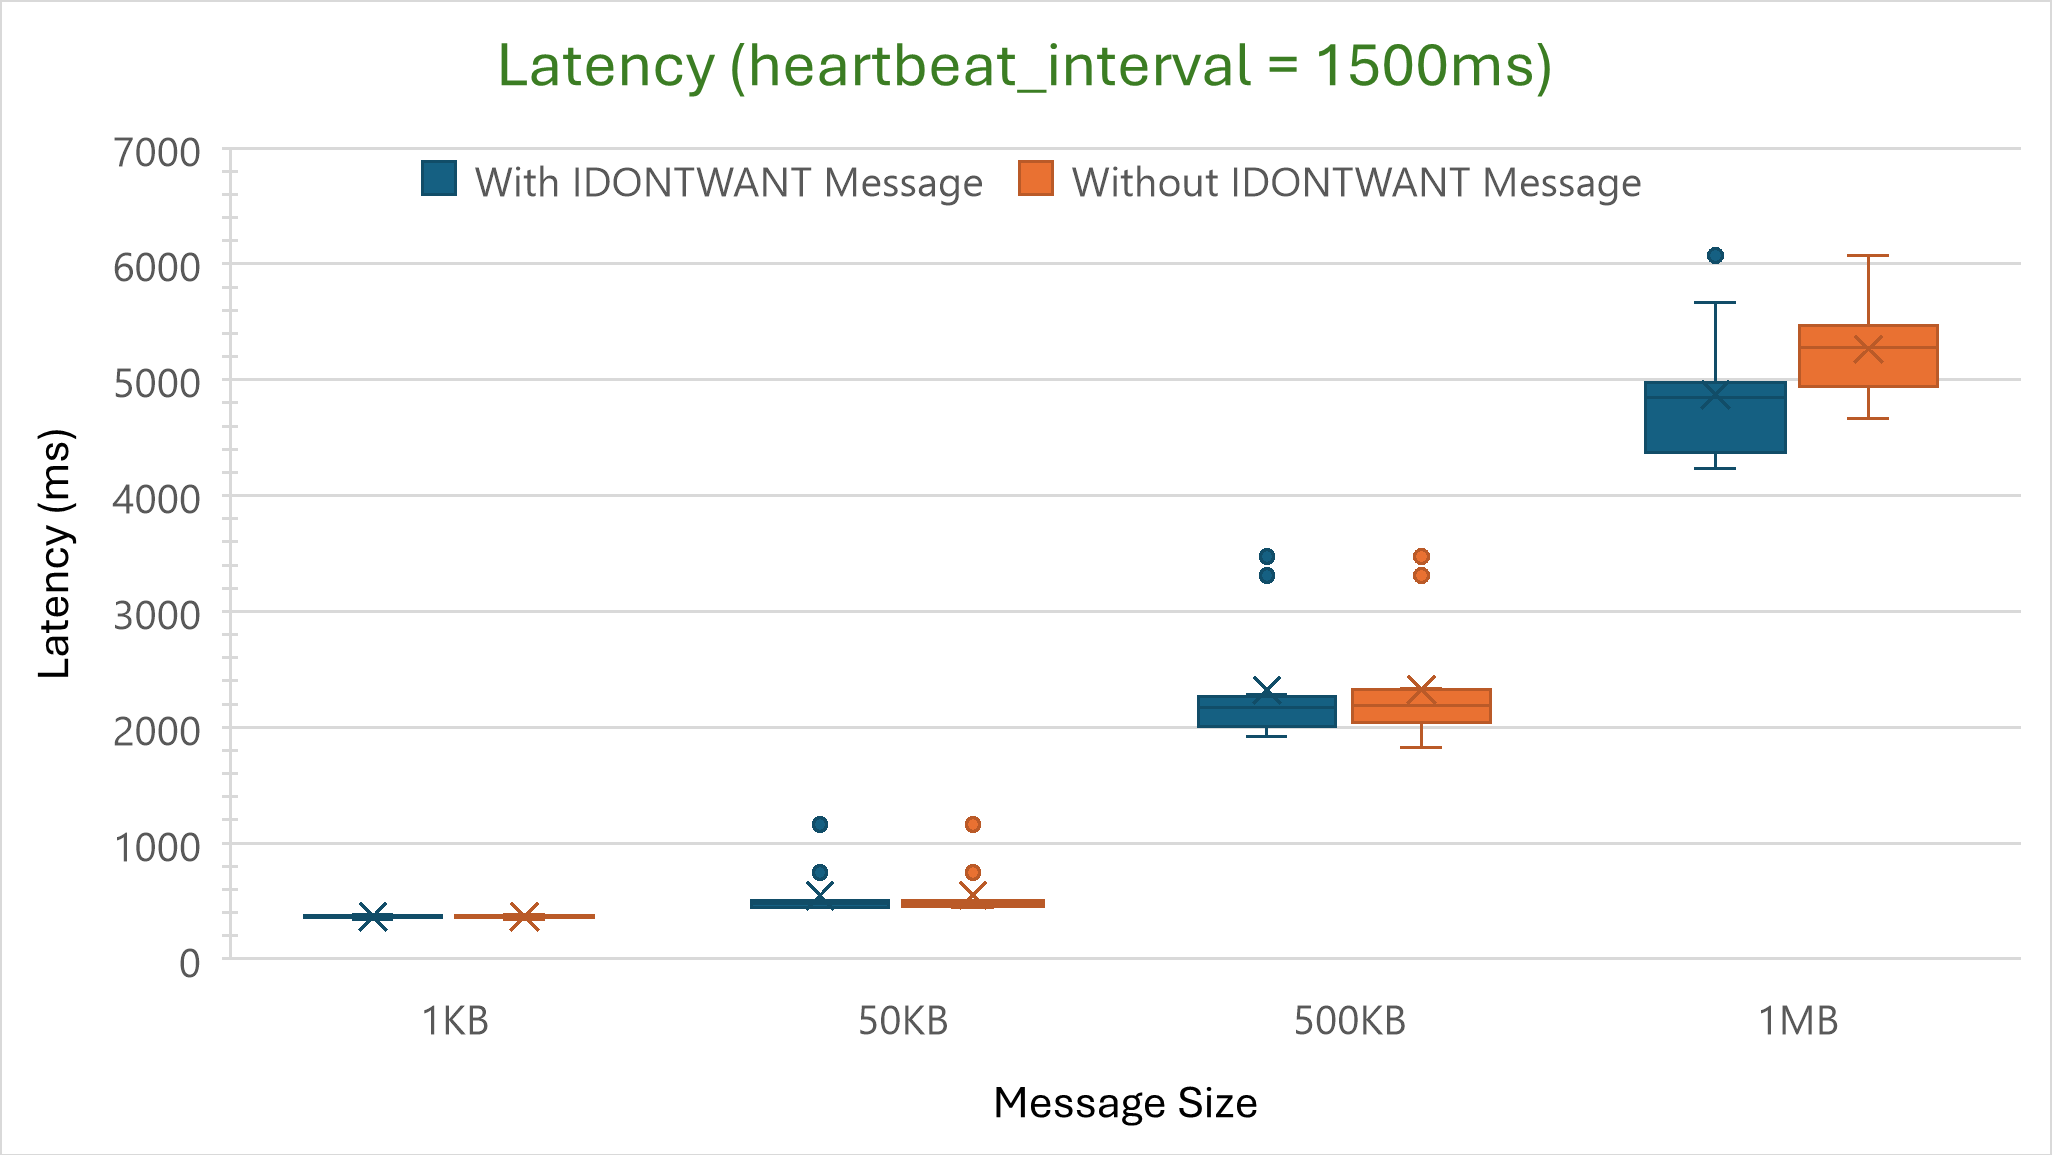 Latency (heartbeat_interval = 1500ms)
With IDONTWANT Message
Without IDONTWANT Message
Latency (ms)
7000
6000
5000
4000
3000
2000
1000
0
1KB
50KB
500KB
1MB
Message Size